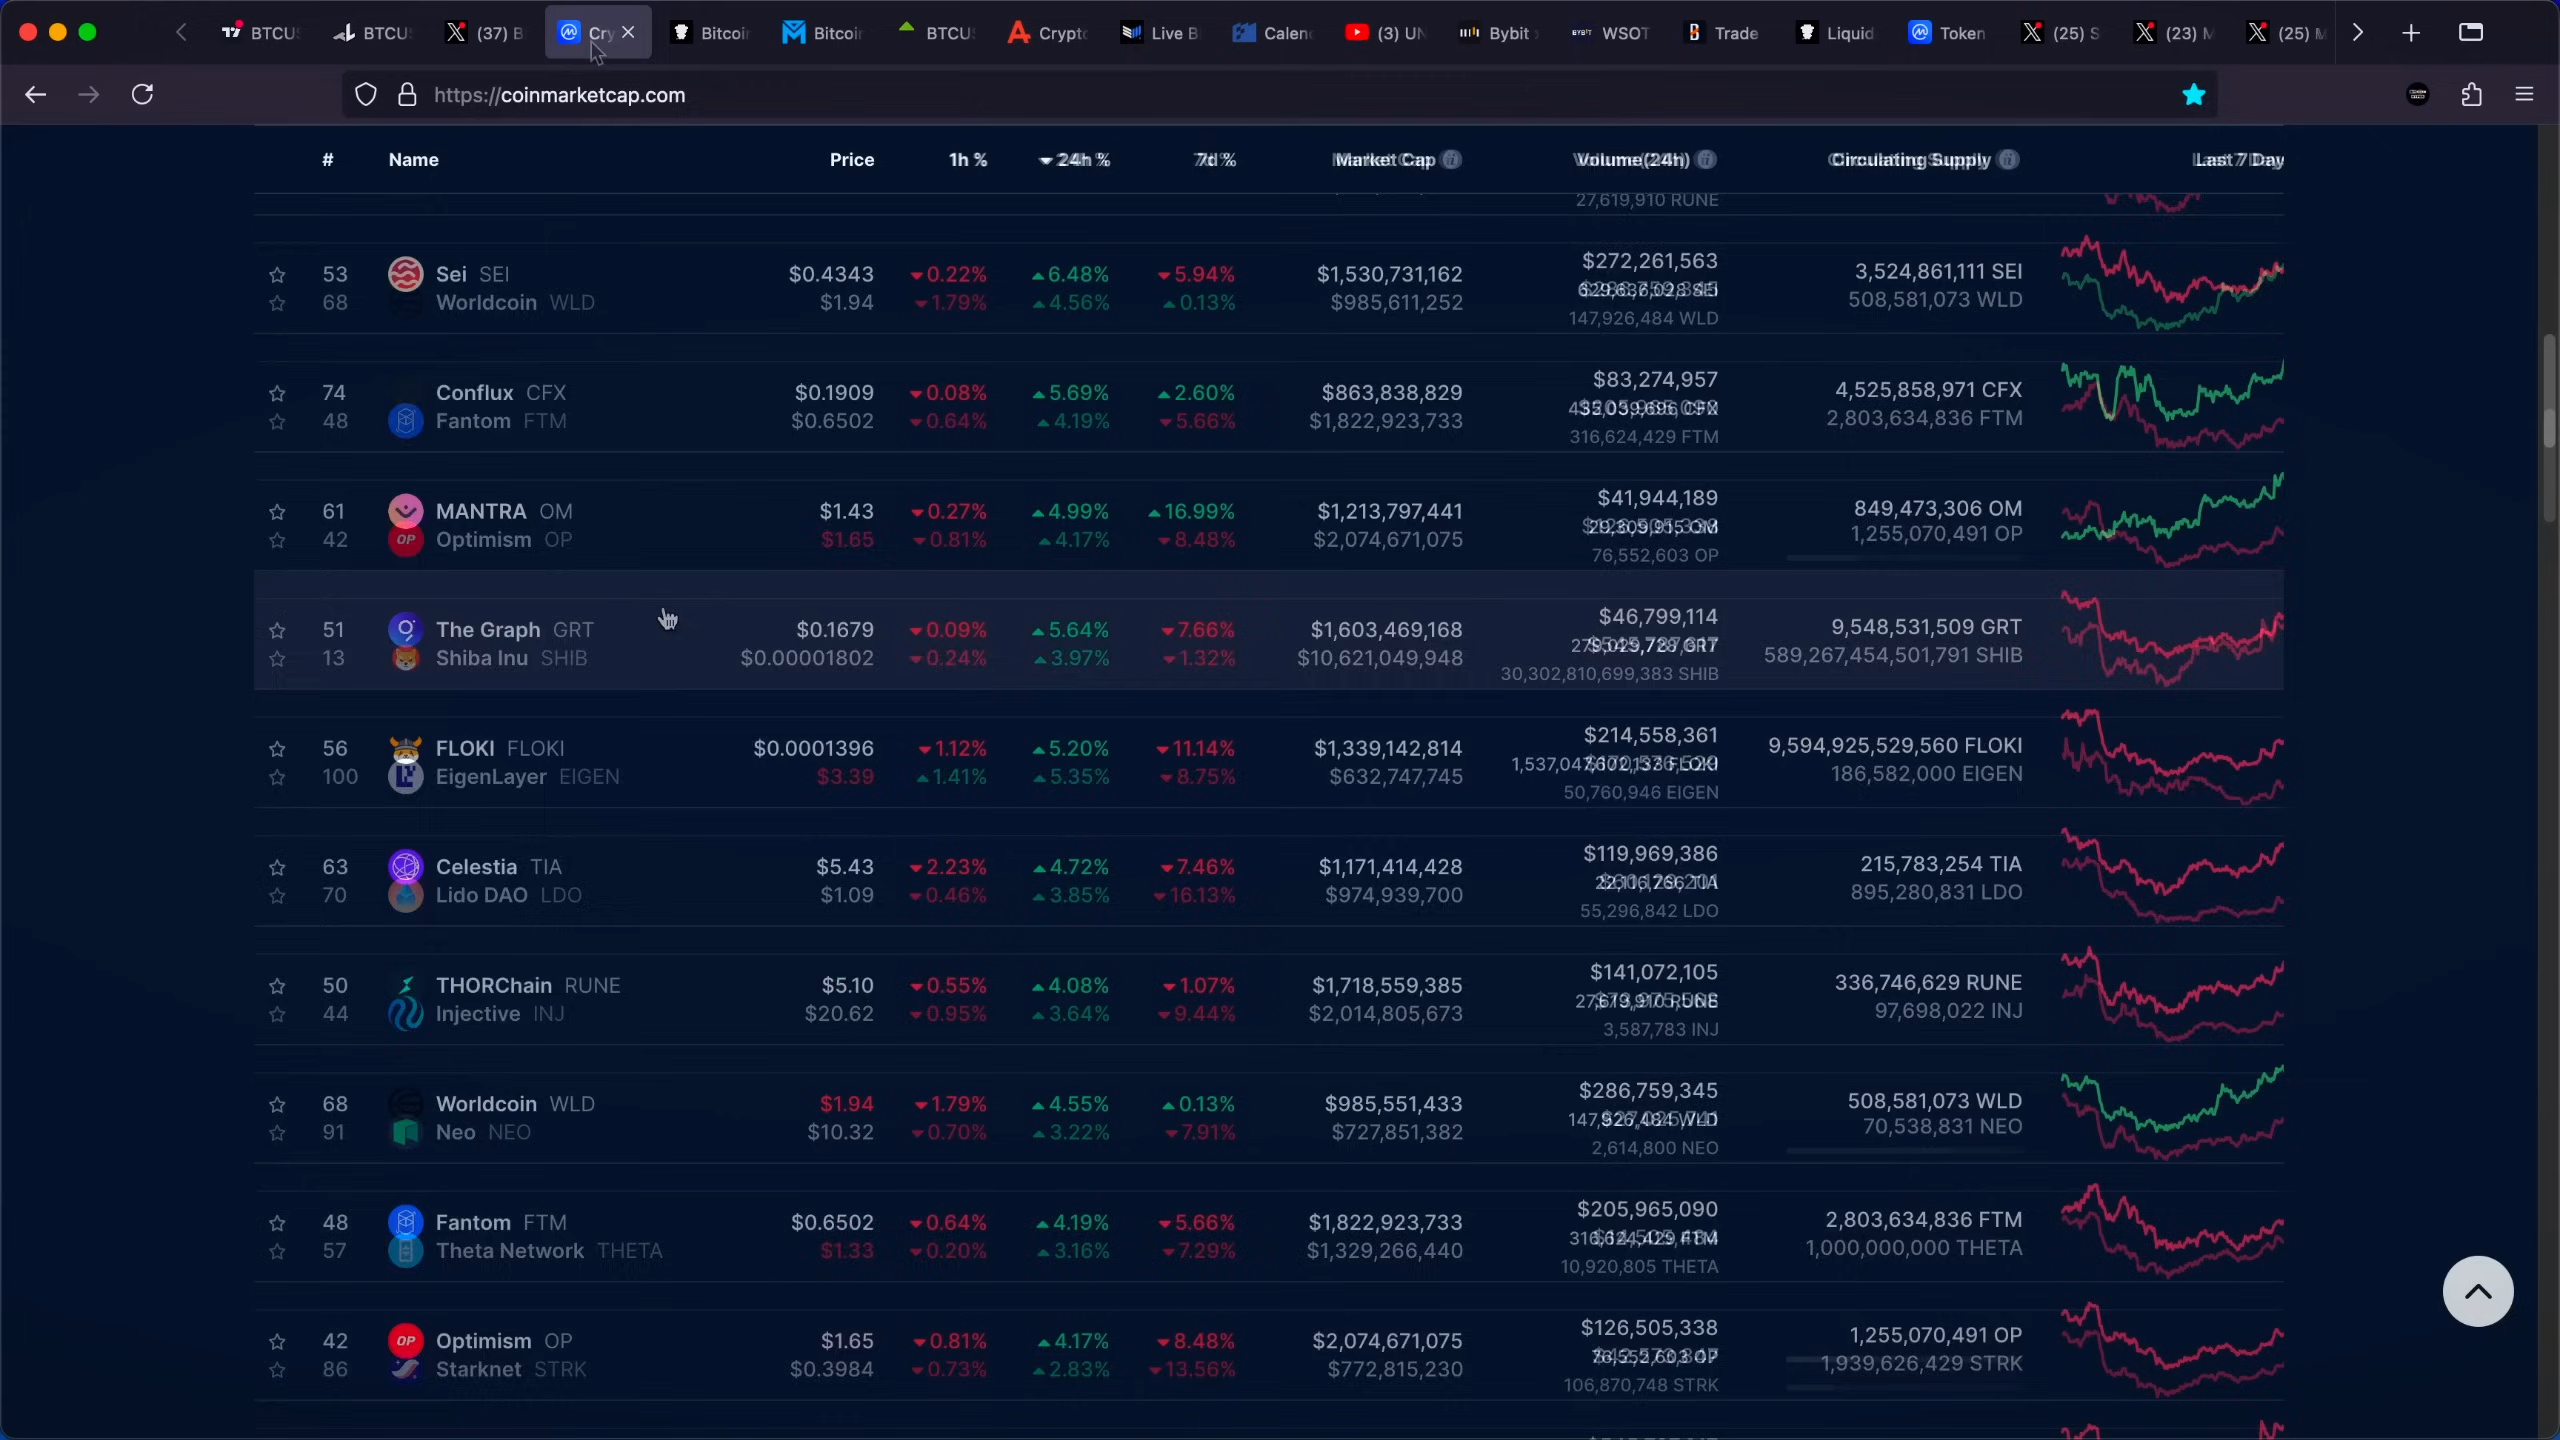 BTCU
BTCU
(37) B
Cry
Bitcoin
Bitcoin
BTCU
Crypto
Live B
Calen
(3) UN
Bybit
WSOT
Trade
Liquid
Token
(25) S
(23) M
(25) M
https://coinmarketcap.com
# Name Price 1h % 24h % 7d % Market Cap Volume(24h) Circulating Supply Last 7 Day
27,619,910 RUNE
53 Sei SEI $0.4343 0.22% 6.48% 5.94% $1,530,731,162 $272,261,563 3,524,861,111 SEI
68 Worldcoin WLD $1.94 1.79% 4.56% 0.13% $985,611,252 508,581,073 WLD
147,926,484 WLD
74 Conflux CFX $0.1909 0.08% 5.69% 2.60% $863,838,829 $83,274,957 4,525,858,971 CFX
48 Fantom FTM $0.6502 0.64% 4.19% 5.66% $1,822,923,733 2,803,634,836 FTM
316,624,429 FTM
61 MANTRA OM $1.43 0.27% 4.99% 16.99% $1,213,797,441 $41,944,189 849,473,306 OM
42 Optimism OP $1.65 0.81% 4.17% 8.48% $2,074,671,075 1,255,070,491 OP
76,552,603 OP
51 The Graph GRT $0.1679 0.09% 5.64% 7.66% $1,603,469,168 $46,799,114 9,548,531,509 GRT
13 Shiba Inu SHIB $0.00001802 0.24% 3.97% 1.32% $10,621,049,948 589,267,454,501,791 SHIB
30,302,810,699,383 SHIB
56 FLOKI FLOKI $0.0001396 1.12% 5.20% 11.14% $1,339,142,814 $214,558,361 9,594,925,529,560 FLOKI
100 EigenLayer EIGEN $3.39 1.41% 5.35% 8.75% $632,747,745 186,582,000 EIGEN
50,760,946 EIGEN
63 Celestia TIA $5.43 2.23% 4.72% 7.46% $1,171,414,428 $119,969,386 215,783,254 TIA
70 Lido DAO LDO $1.09 0.46% 3.85% 16.13% $974,939,700 895,280,831 LDO
55,296,842 LDO
50 THORChain RUNE $5.10 0.55% 4.08% 1.07% $1,718,559,385 $141,072,105 336,746,629 RUNE
44 Injective INJ $20.62 0.95% 3.64% 9.44% $2,014,805,673 97,698,022 INJ
3,587,783 INJ
68 Worldcoin WLD $1.94 1.79% 4.55% 0.13% $985,551,433 $286,759,345 508,581,073 WLD
91 Neo NEO $10.32 0.70% 3.22% 7.91% $727,851,382 70,538,831 NEO
2,614,800 NEO
48 Fantom FTM $0.6502 0.64% 4.19% 5.66% $1,822,923,733 $205,965,090 2,803,634,836 FTM
57 Theta Network THETA $1.33 0.20% 3.16% 7.29% $1,329,266,440 1,000,000,000 THETA
10,920,805 THETA
42 Optimism OP $1.65 0.81% 4.17% 8.48% $2,074,671,075 $126,505,338 1,255,070,491 OP
86 Starknet STRK $0.3984 0.73% 2.83% 13.56% $772,815,230 1,939,626,429 STRK
106,870,748 STRK